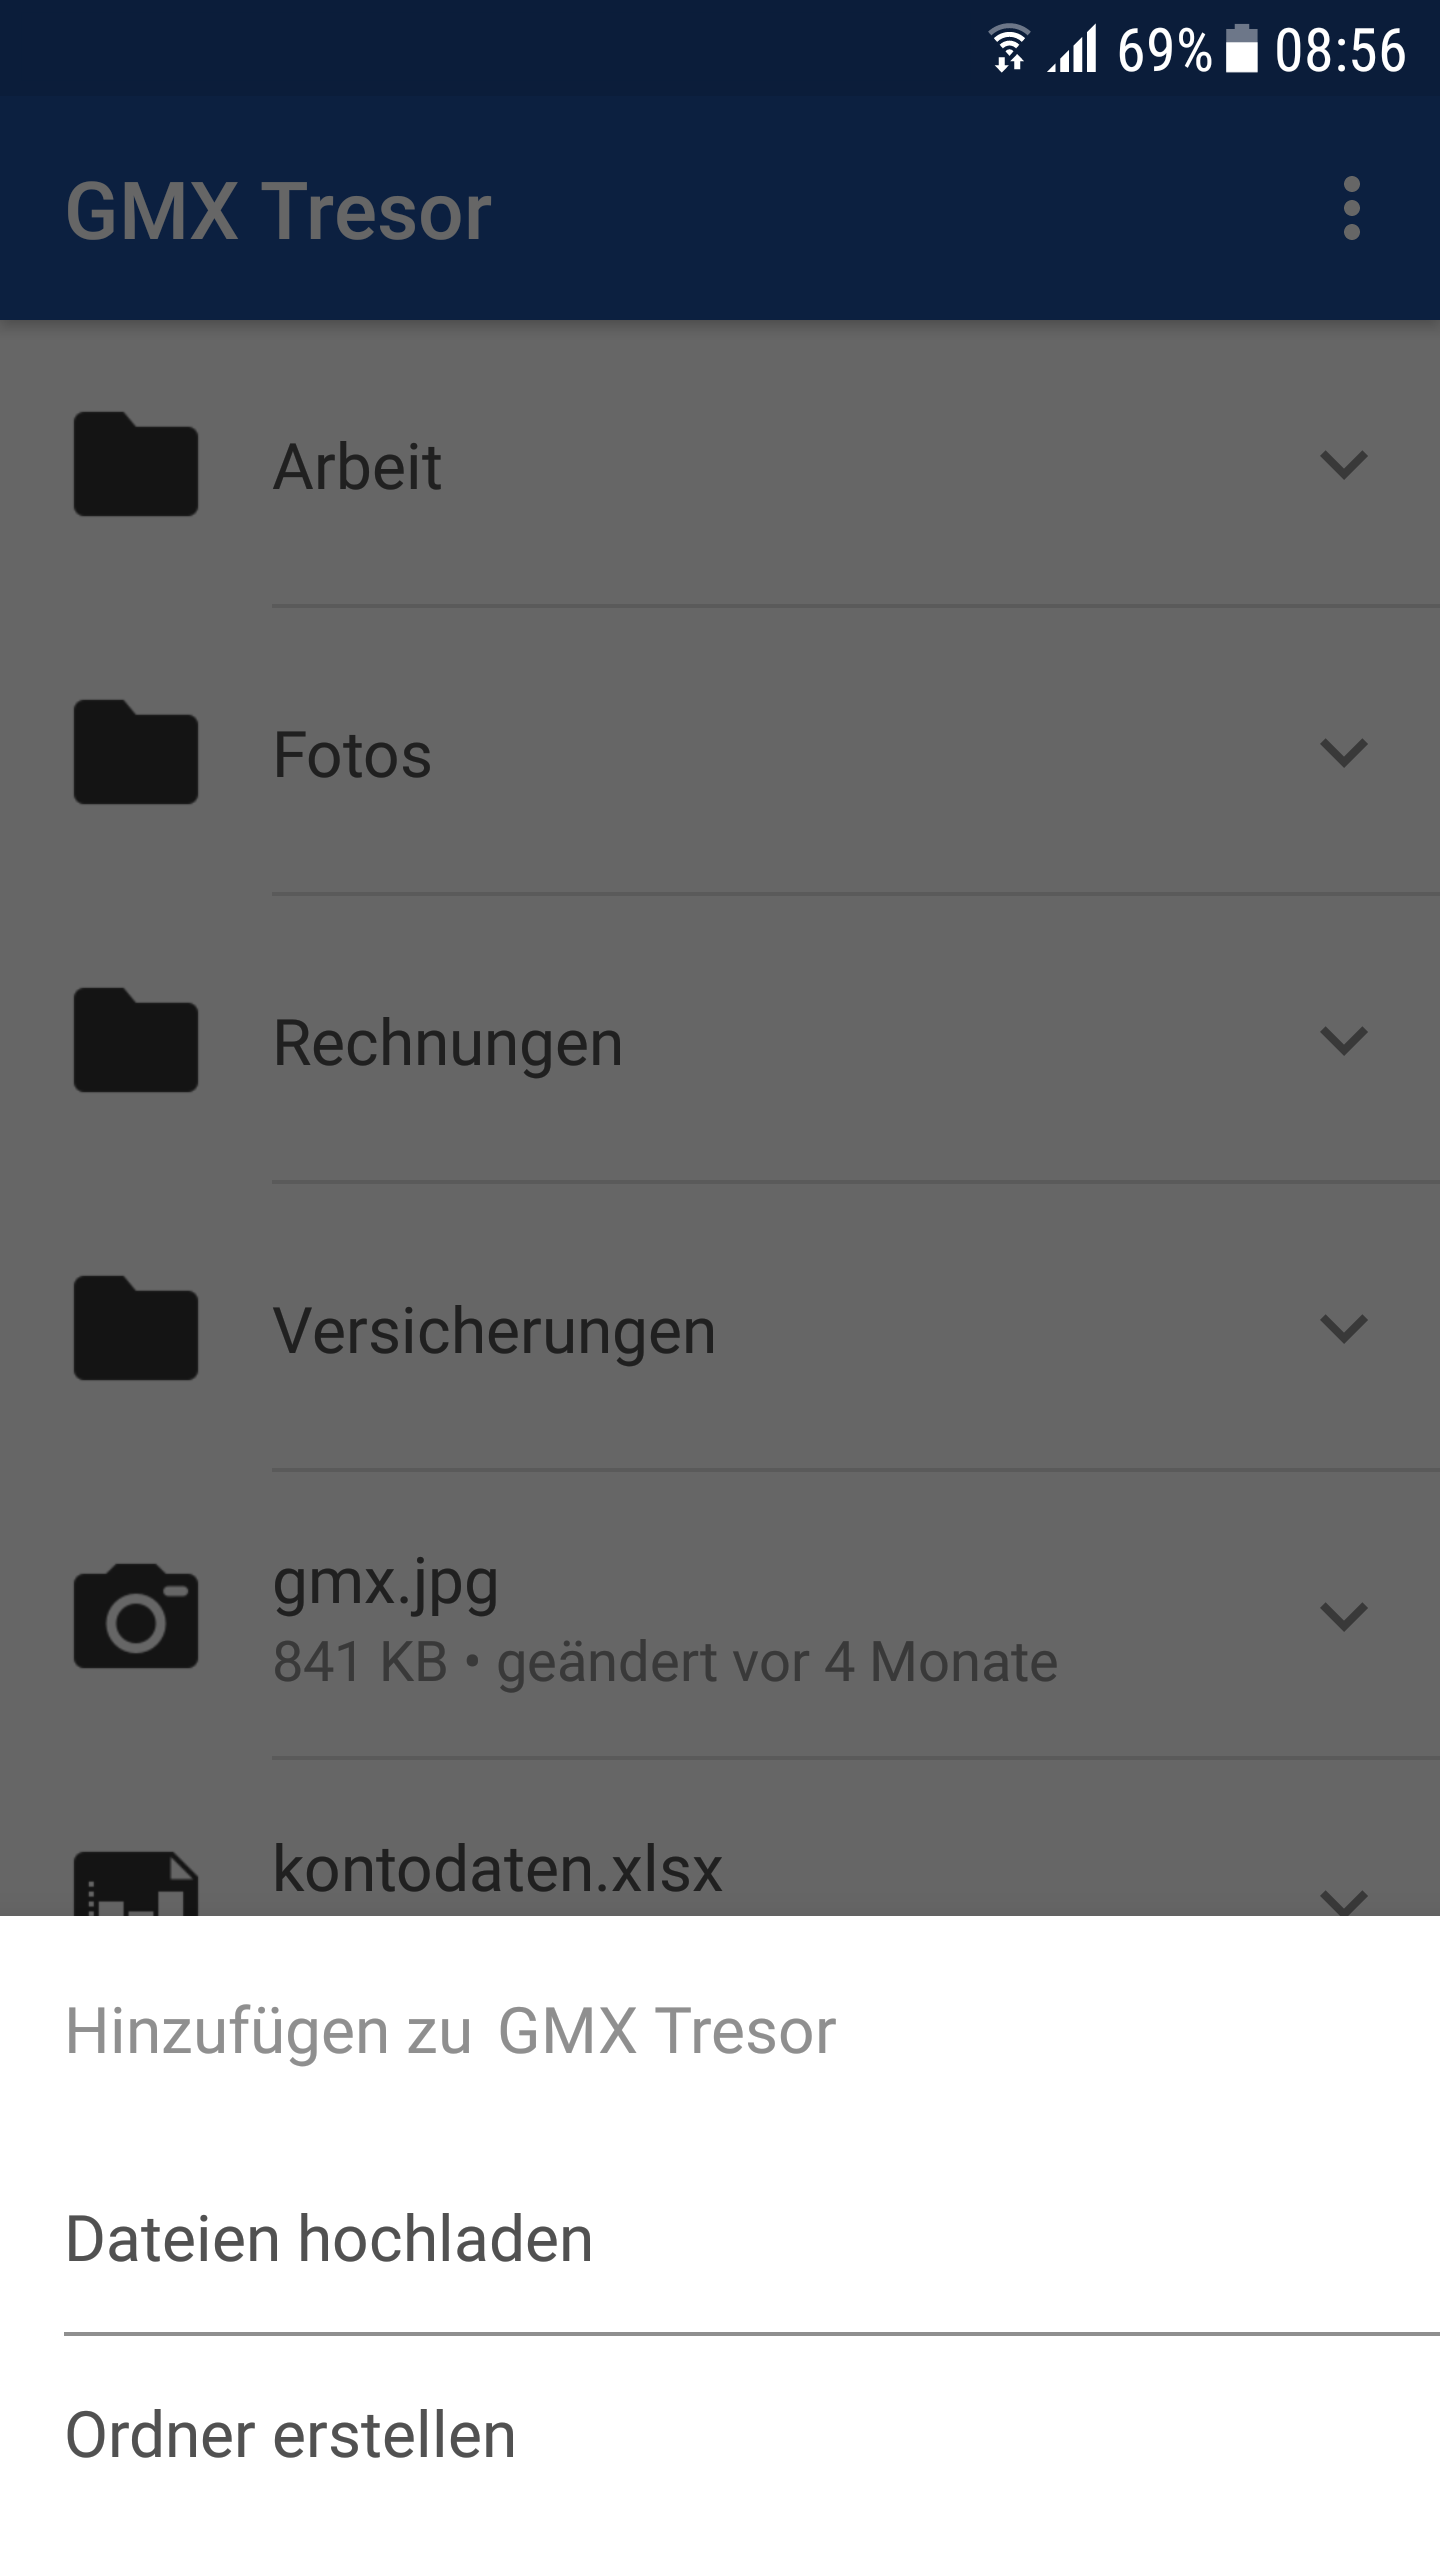 69% 08:56
GMX Tresor
Arbeit
Fotos
Rechnungen
Versicherungen
gmx.jpg
841 KB • geändert vor 4 Monate
kontodaten.xlsx
Hinzufügen zu GMX Tresor
Dateien hochladen
Ordner erstellen